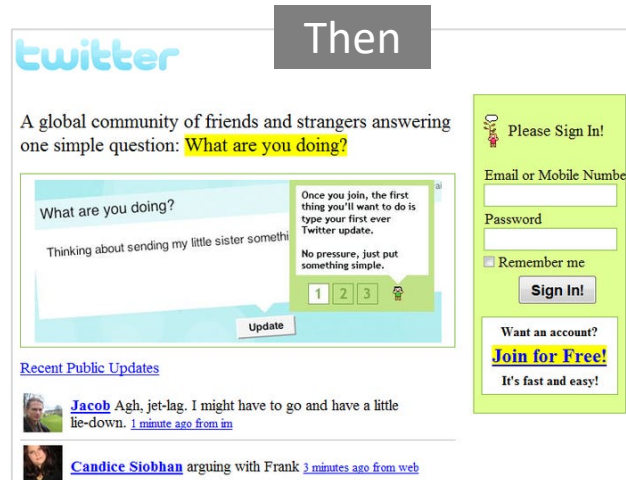 Then
twitter
A global community of friends and strangers answering
one simple question: What are you doing?
What are you doing?
Thinking about sending my little sister somethi
Once you join, the first
thing you'll want to do is
type your first ever
Twitter update.
No pressure, just put
something simple.
1 2 3
Update
Recent Public Updates
Jacob Agh, jet-lag. I might have to go and have a little
lie-down. 1 minute ago from im
Candice Siobhan arguing with Frank 3 minutes ago from web
Please Sign In!
Email or Mobile Numbe
Password
Remember me
Sign In!
Want an account?
Join for Free!
It's fast and easy!